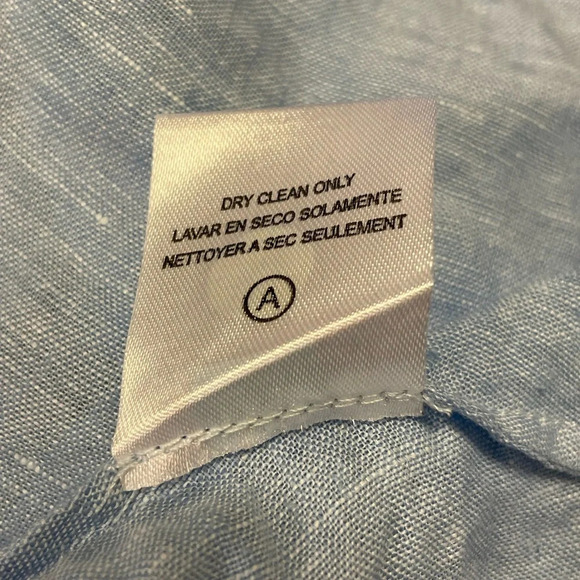 DRY CLEAN ONLY
LAVAR EN SECO SOLAMENTE
NETTOYER A SEC SEULEMENT
A